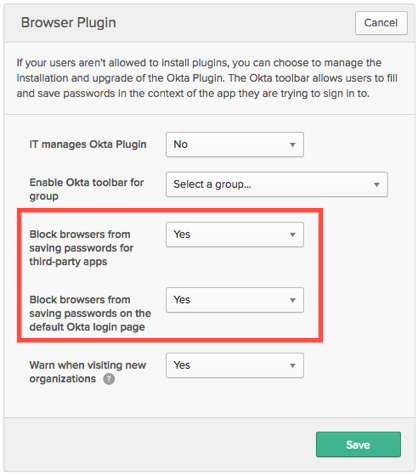 Browser Plugin
Cancel
If your users aren't allowed to install plugins, you can choose to manage the
installation and upgrade of the Okta Plugin. The Okta toolbar allows users to fill
and save passwords in the context of the app they are trying to sign in to.
IT manages Okta Plugin
No
Enable Okta toolbar for
group
Select a group...
Block browsers from
saving passwords for
third-party apps
Yes
Block browsers from
saving passwords on the
default Okta login page
Yes
Warn when visiting new
organizations ?
Yes
Save